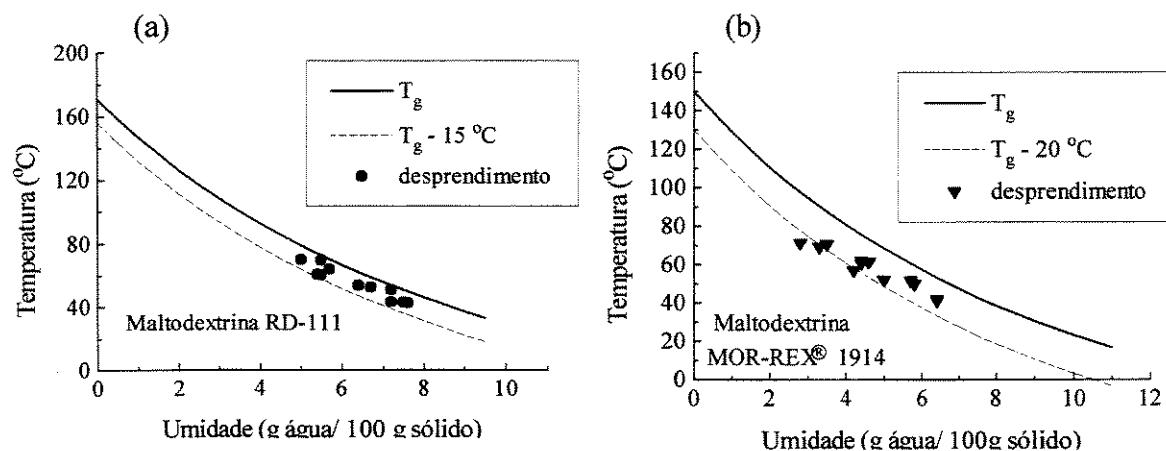 (a)
200
160
120
80
40
0
Temperatura (°C)
T_g
T_g - 15 °C
desprendimento
Maltodextrina RD-111
0 2 4 6 8 10
Umidade (g água/ 100 g sólido)
(b)
160
140
120
100
80
60
40
20
0
Temperatura (°C)
T_g
T_g - 20 °C
desprendimento
Maltodextrina
MOR-REX® 1914
0 2 4 6 8 10 12
Umidade (g água/ 100g sólido)